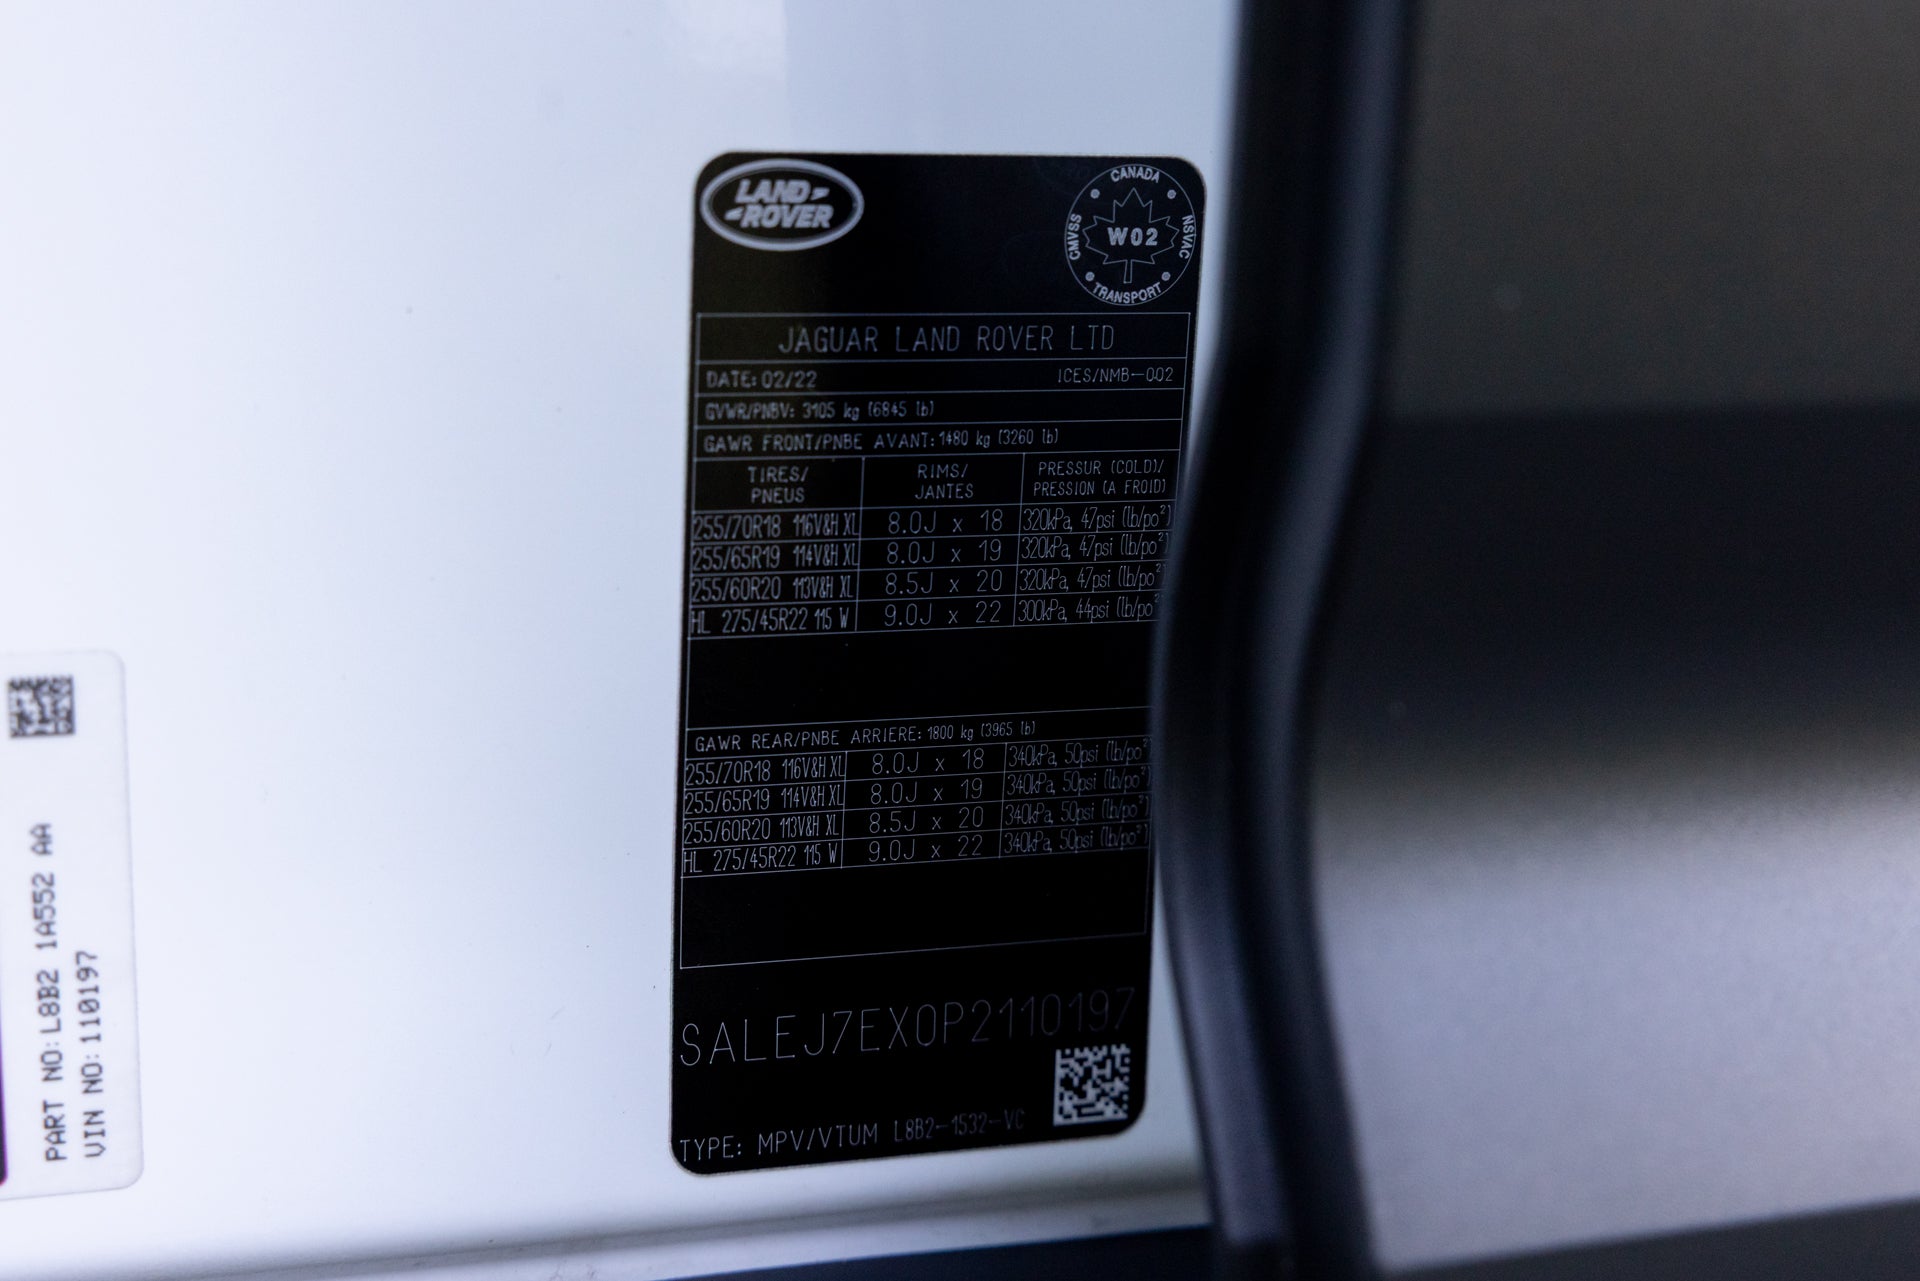 LAND
ROVER
CANADA
CMVSS
W02
NSVAC
TRANSPORT
JAGUAR LAND ROVER LTD
DATE: 02/22 ICES/NMB-002
GVWR/PNBV: 3105 kg (6845 lb)
GAWR FRONT/PNBE AVANT: 1480 kg (3260 lb)
TIRES/ RIMS/ PRESSUR (COLD)/
PNEUS JANTES PRESSION (A FROID)
255/70R18 116V&H XL 8.0J x 18 320kPa, 47psi (lb/po²)
255/65R19 114V&H XL 8.0J x 19 320kPa, 47psi (lb/po²)
255/60R20 113V&H XL 8.5J x 20 320kPa, 47psi (lb/po²
HL 275/45R22 115 W 9.0J x 22 300kPa, 44psi (lb/po²
GAWR REAR/PNBE ARRIERE: 1800 kg (3965 lb)
255/70R18 116V&H XL 8.0J x 18 340kPa, 50psi (lb/po²
255/65R19 114V&H XL 8.0J x 19 340kPa, 50psi (lb/po²)
255/60R20 113V&H XL 8.5J x 20 340kPa, 50psi (lb/po²)
HL 275/45R22 115 W 9.0J x 22 340kPa, 50psi (lb/po²)
SALEJ7EX0P2110197
TYPE: MPV/VTUM L8B2-1532-VC
PART NO:L8B2 1A552 AA
VIN NO:110197